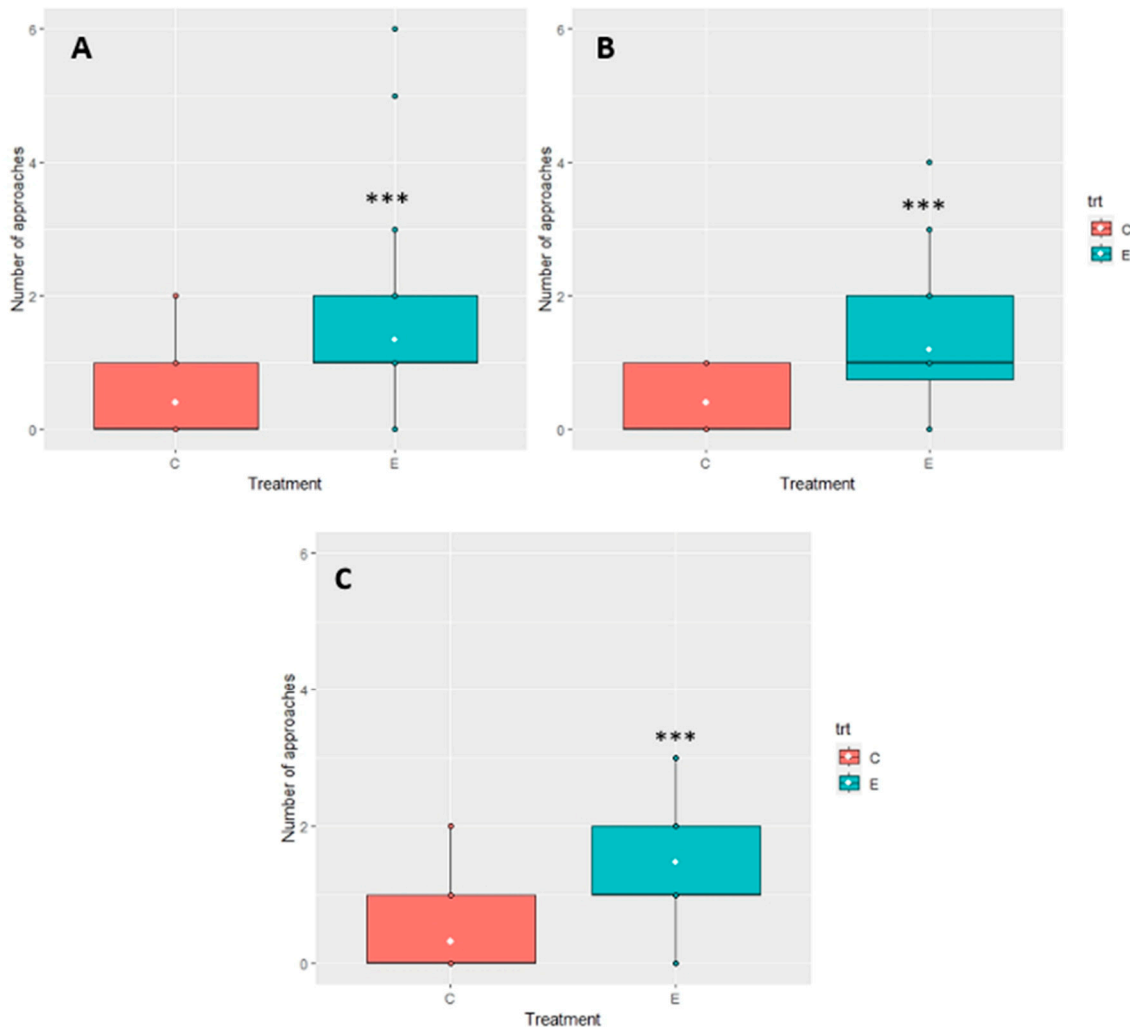 A
Number of approaches
6
4
2
0
***
C
E
Treatment
B
Number of approaches
6
4
2
0
***
C
E
Treatment
trt
C
E
C
Number of approaches
6
4
2
0
***
C
E
Treatment
trt
C
E